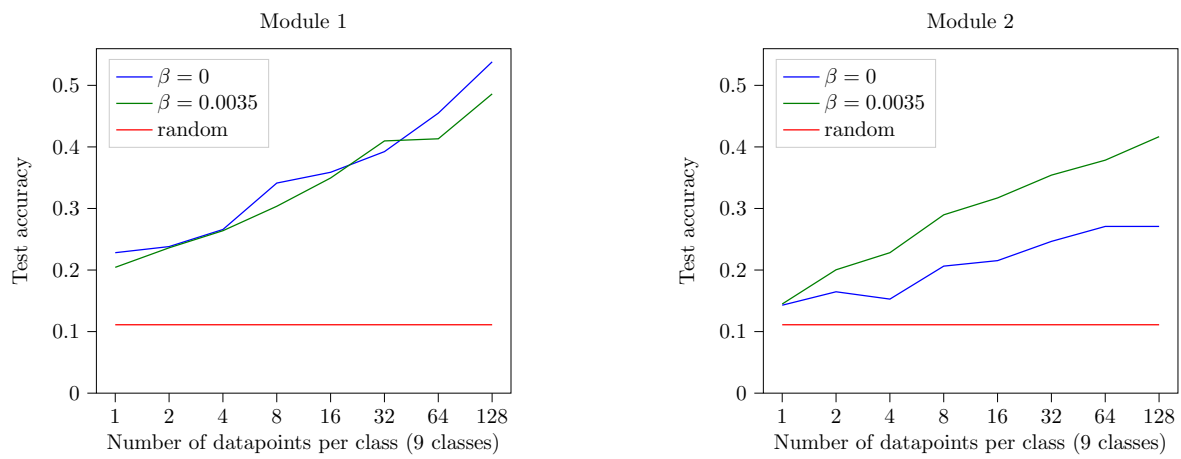 Module 1
β = 0
β = 0.0035
random
Test accuracy
0.5
0.4
0.3
0.2
0.1
0
1 2 4 8 16 32 64 128
Number of datapoints per class (9 classes)
Module 2
β = 0
β = 0.0035
random
Test accuracy
0.5
0.4
0.3
0.2
0.1
0
1 2 4 8 16 32 64 128
Number of datapoints per class (9 classes)